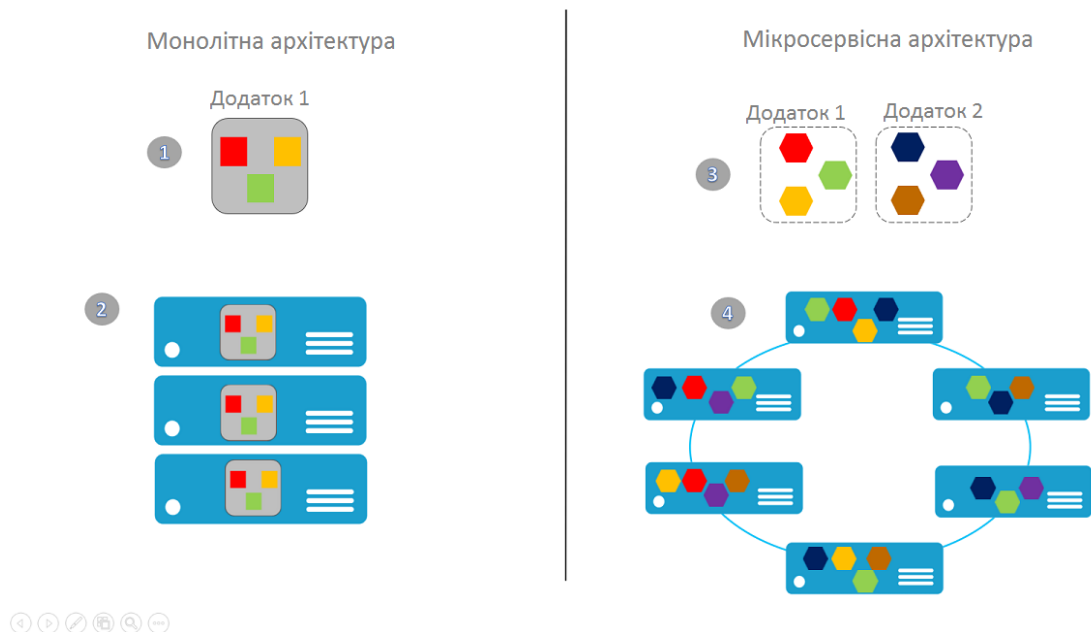 Монолітна архітектура
Додаток 1
1
2
Мікросервісна архітектура
Додаток 1
Додаток 2
3
4